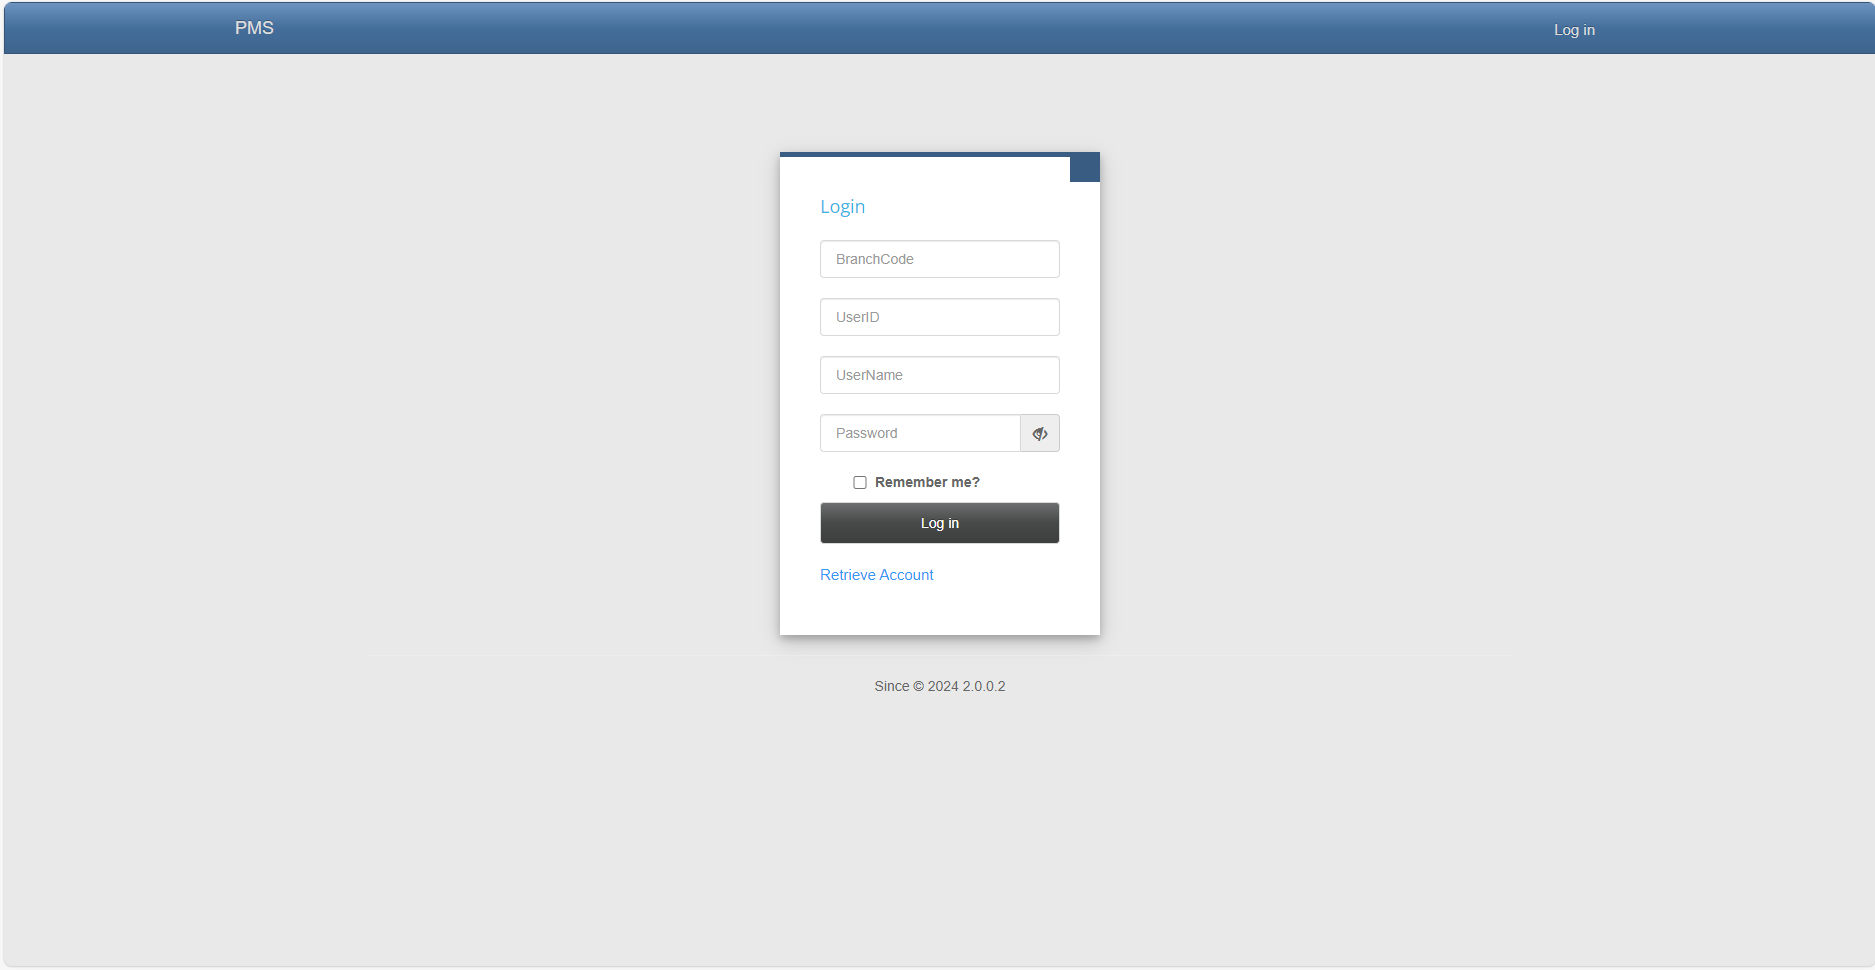 PMS
Log in
Login
BranchCode
UserID
UserName
Password
Remember me?
Log in
Retrieve Account
Since © 2024 2.0.0.2